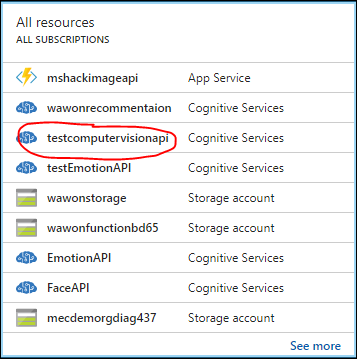 All resources
ALL SUBSCRIPTIONS
mshackimageapi App Service
wawonrecommentaion Cognitive Services
testcomputervisionapi Cognitive Services
testEmotionAPI Cognitive Services
wawonstorage Storage account
wawonfunctionbd65 Storage account
EmotionAPI Cognitive Services
FaceAPI Cognitive Services
mecdemorgdiag437 Storage account
See more